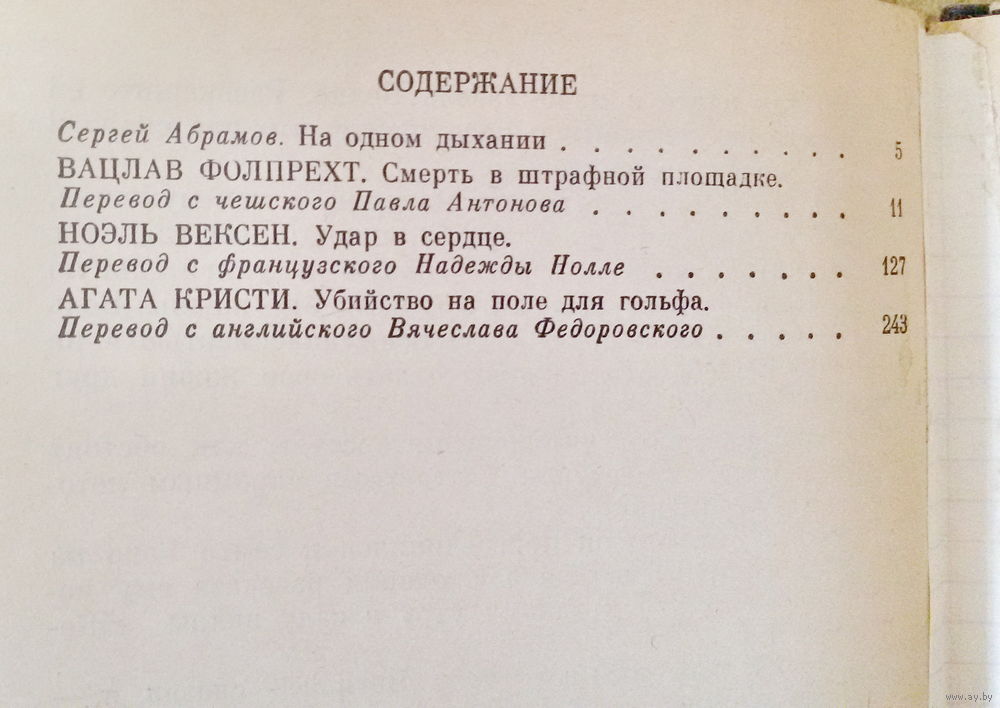 СОДЕРЖАНИЕ
Сергей Абрамов. На одном дыхании . . . . . . . . . . 5
ВАЦЛАВ ФОЛПРЕХТ. Смерть в штрафной площадке.
Перевод с чешского Павла Антонова . . . . . . . . . 11
НОЭЛЬ ВЕКСЕН. Удар в сердце.
Перевод с французского Надежды Нолле . . . . . . . 127
АГАТА КРИСТИ. Убийство на поле для гольфа.
Перевод с английского Вячеслава Федоровского . . . . . 243
www.ay.by